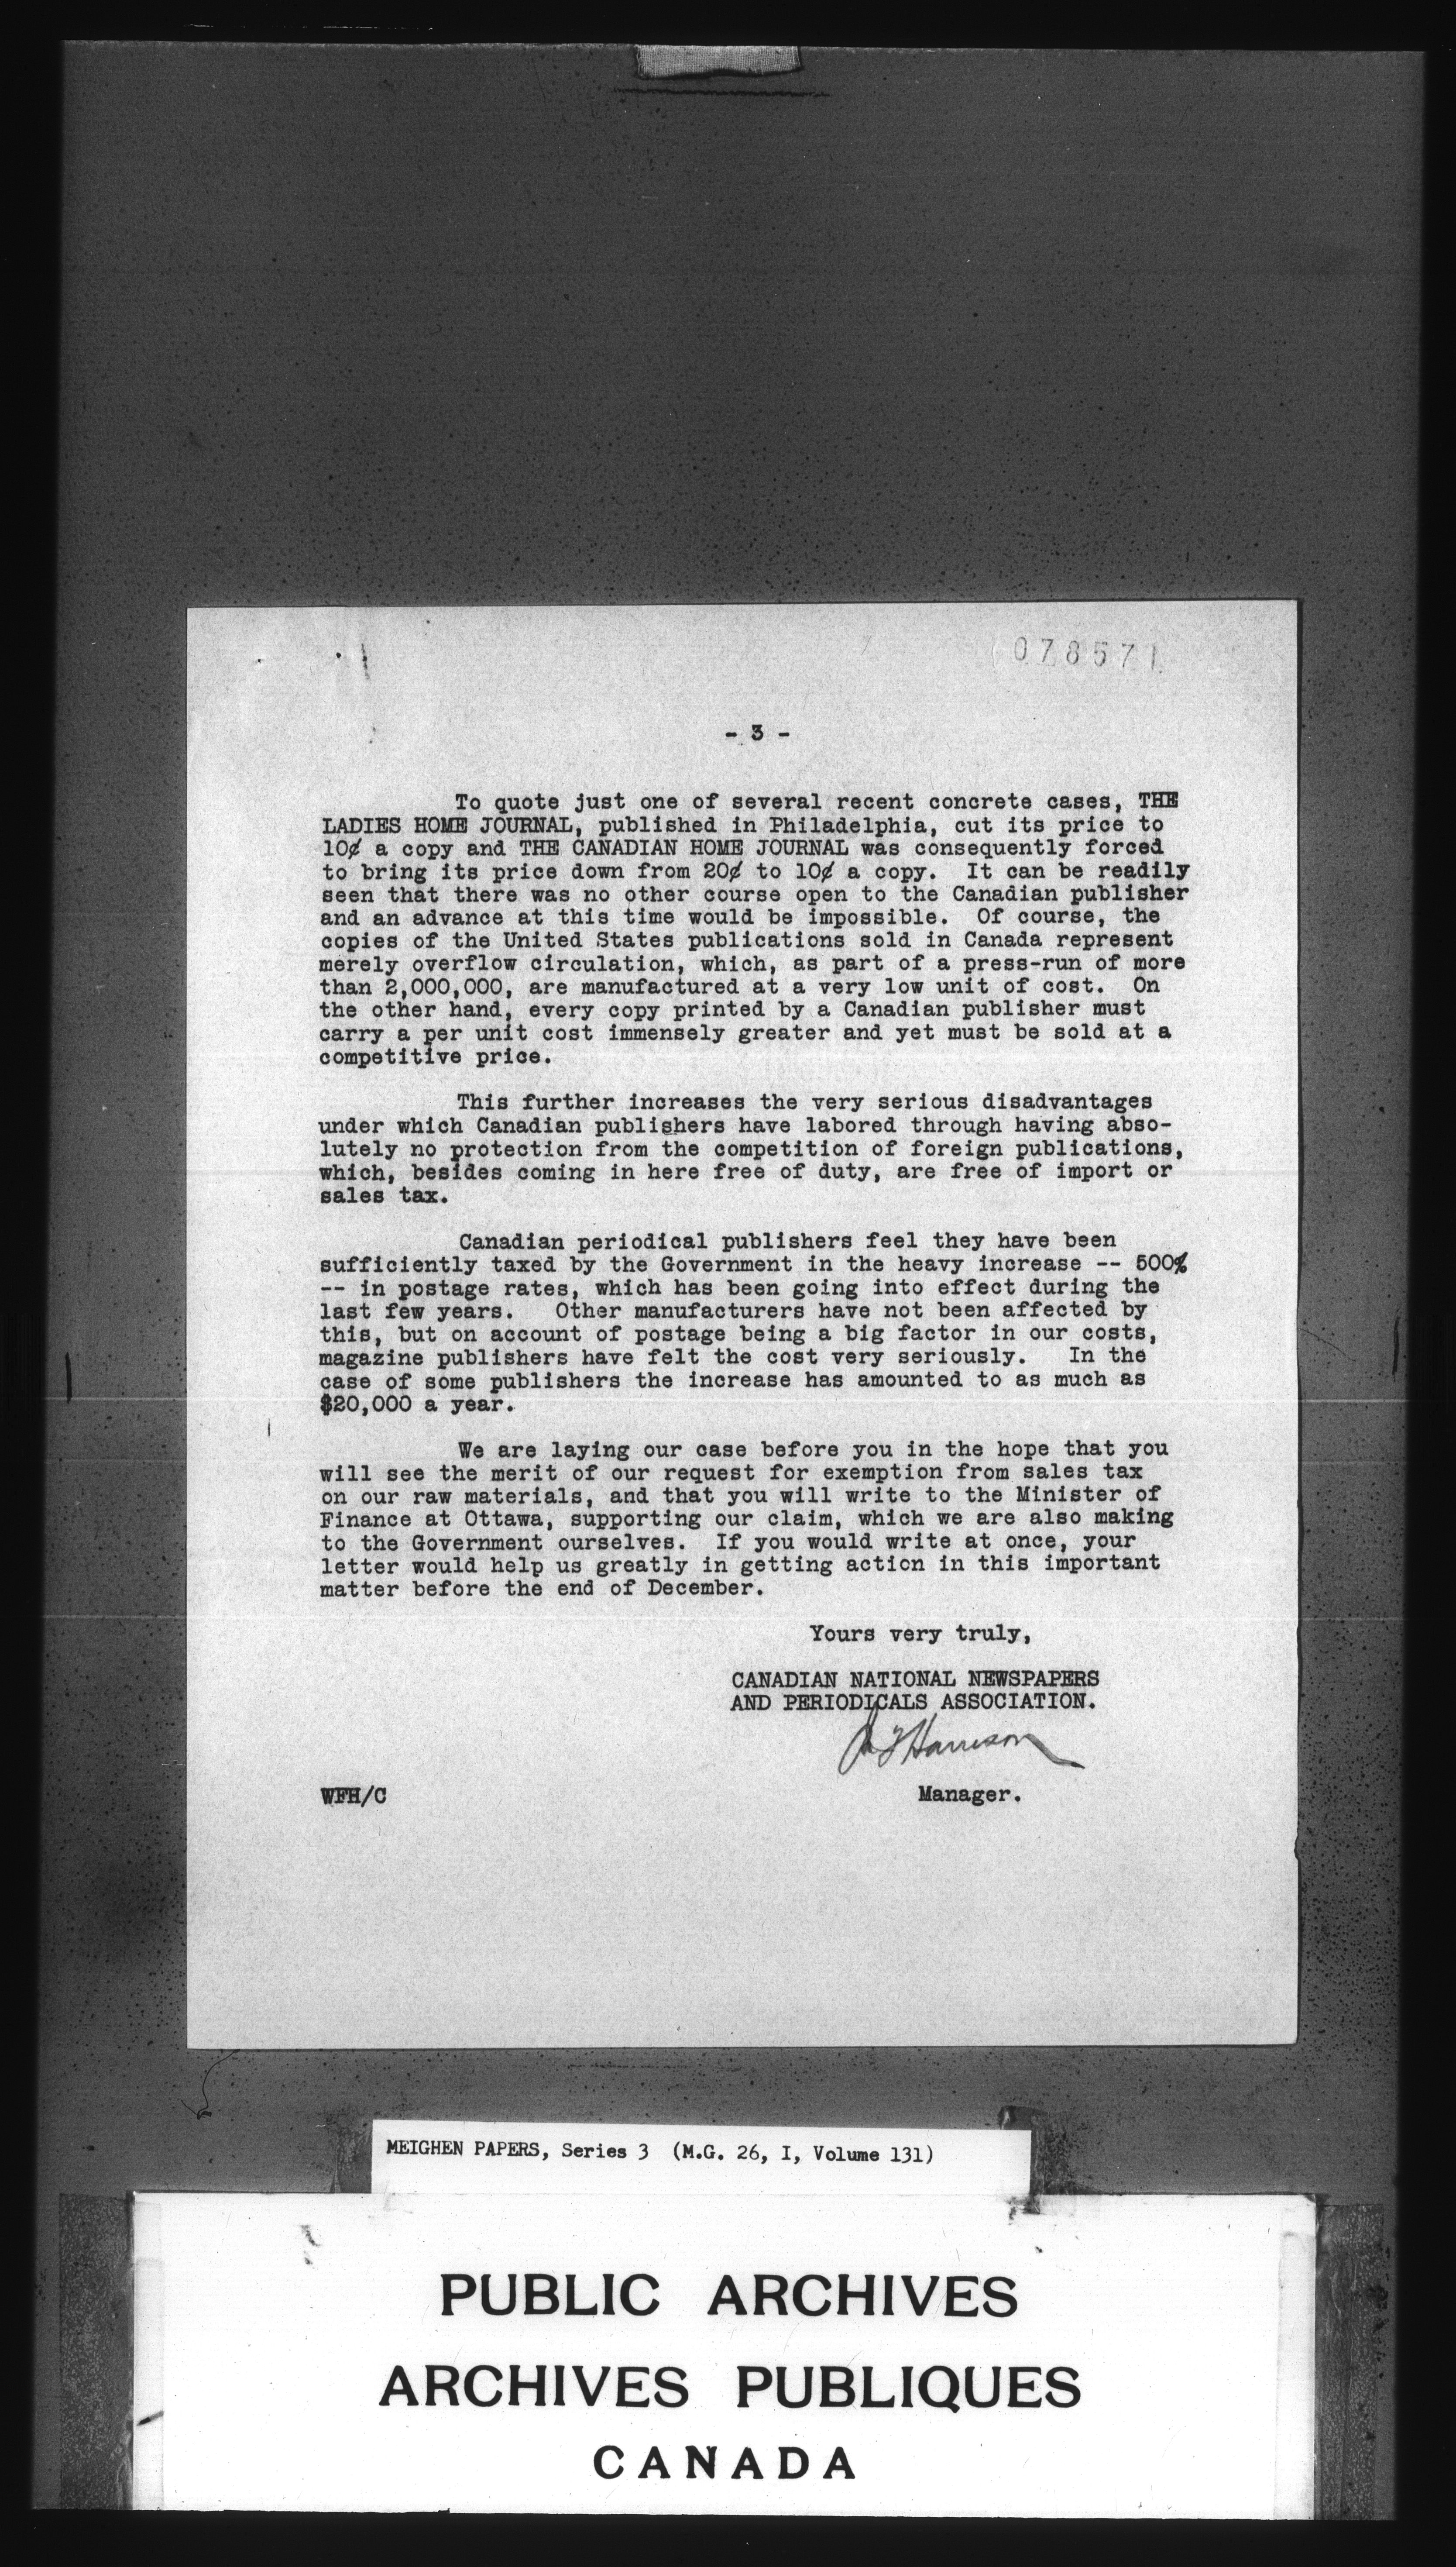 078571
- 3 -
To quote just one of several recent concrete cases, THE
LADIES HOME JOURNAL, published in Philadelphia, cut its price to
10¢ a copy and THE CANADIAN HOME JOURNAL was consequently forced
to bring its price down from 20¢ to 10¢ a copy. It can be readily
seen that there was no other course open to the Canadian publisher
and an advance at this time would be impossible. Of course, the
copies of the United States publications sold in Canada represent
merely overflow circulation, which, as part of a press-run of more
than 2,000,000, are manufactured at a very low unit of cost. On
the other hand, every copy printed by a Canadian publisher must
carry a per unit cost immensely greater and yet must be sold at a
competitive price.
This further increases the very serious disadvantages
under which Canadian publishers have labored through having abso-
lutely no protection from the competition of foreign publications,
which, besides coming in here free of duty, are free of import or
sales tax.
Canadian periodical publishers feel they have been
sufficiently taxed by the Government in the heavy increase -- 500%
-- in postage rates, which has been going into effect during the
last few years. Other manufacturers have not been affected by
this, but on account of postage being a big factor in our costs,
magazine publishers have felt the cost very seriously. In the
case of some publishers the increase has amounted to as much as
$20,000 a year.
We are laying our case before you in the hope that you
will see the merit of our request for exemption from sales tax
on our raw materials, and that you will write to the Minister of
Finance at Ottawa, supporting our claim, which we are also making
to the Government ourselves. If you would write at once, your
letter would help us greatly in getting action in this important
matter before the end of December.
Yours very truly,
CANADIAN NATIONAL NEWSPAPERS
AND PERIODICALS ASSOCIATION.
Harrison
WFH/C Manager.
MEIGHEN PAPERS, Series 3 (M.G. 26, I, Volume 131)
PUBLIC ARCHIVES
ARCHIVES PUBLIQUES
CANADA